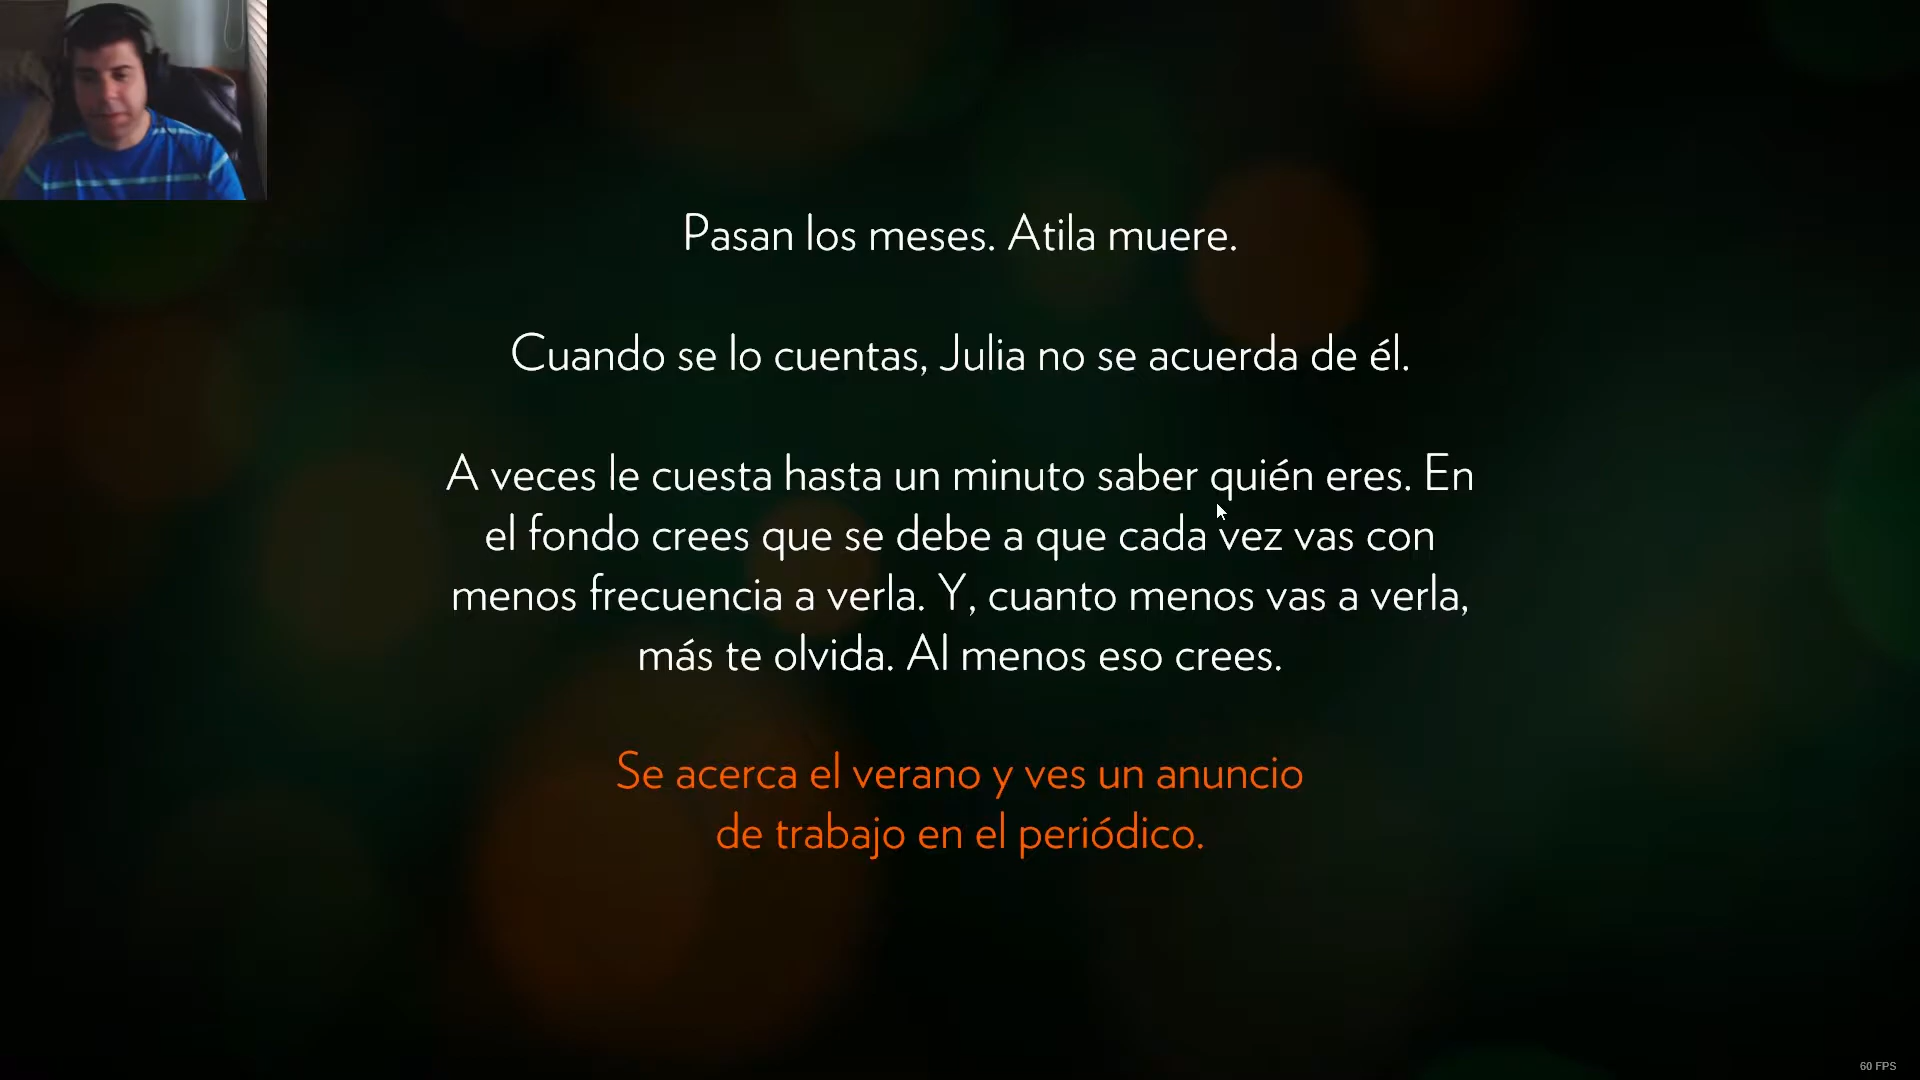 Pasan los meses. Atila muere.
Cuando se lo cuentas, Julia no se acuerda de él.
A veces le cuesta hasta un minuto saber quién eres. En
el fondo crees que se debe a que cada vez vas con
menos frecuencia a verla. Y, cuanto menos vas a verla,
más te olvida. Al menos eso crees.
Se acerca el verano y ves un anuncio
de trabajo en el periódico.
60 FPS